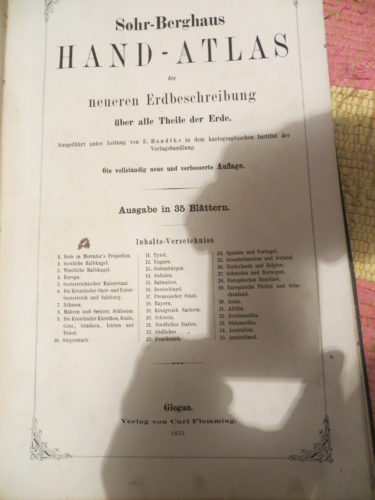 Sohr-Berghaus
HAND-ATLAS
der
neueren Erdbeschreibung
über alle Theile der Erde.
Ausgeführt unter Leitung von F. Handtke in dem kartographischen Institut der
Verlagshandlung.
6te vollständig neue und verbesserte Auflage.
Ausgabe in 35 Blättern.
Inhalts-Verzeichniss.
1. Erde in Mercator's Projection.
2. Oestliche Halbkugel.
3. Westliche Halbkugel.
4. Europa.
5. Oesterreichischer Kaiserstaat.
6. Die Kronländer Ober- und Unter-
Oesterreich und Salzburg.
7. Böhmen.
8. Mähren und Oesterr. Schlesien.
9. Die Kronländer Kärnthen, Krain,
Görz, Gradisca, Istrien und
Triest.
10. Steyermark.
11. Tyrol.
12. Ungarn.
13. Siebenbürgen.
14. Galizien.
15. Dalmatien.
16. Deutschland.
17. Preussischer Staat.
18. Bayern.
19. Königreich Sachsen.
20. Schweiz.
21. Nördliches Italien.
22. Südliches
23. Frankreich.
24. Spanien und Portugal.
25. Grossbritannien und Irland.
26. Niederlande und Belgien.
27. Schweden und Norwegen.
28. Europäisches Russland.
29. Europäische Türkei und Grie-
chenland.
30. Asien.
31. Afrika.
32. Nordamerika.
33. Südamerika.
34. Australien.
35. Australland.
Glogau.
Verlag von Carl Flemming.